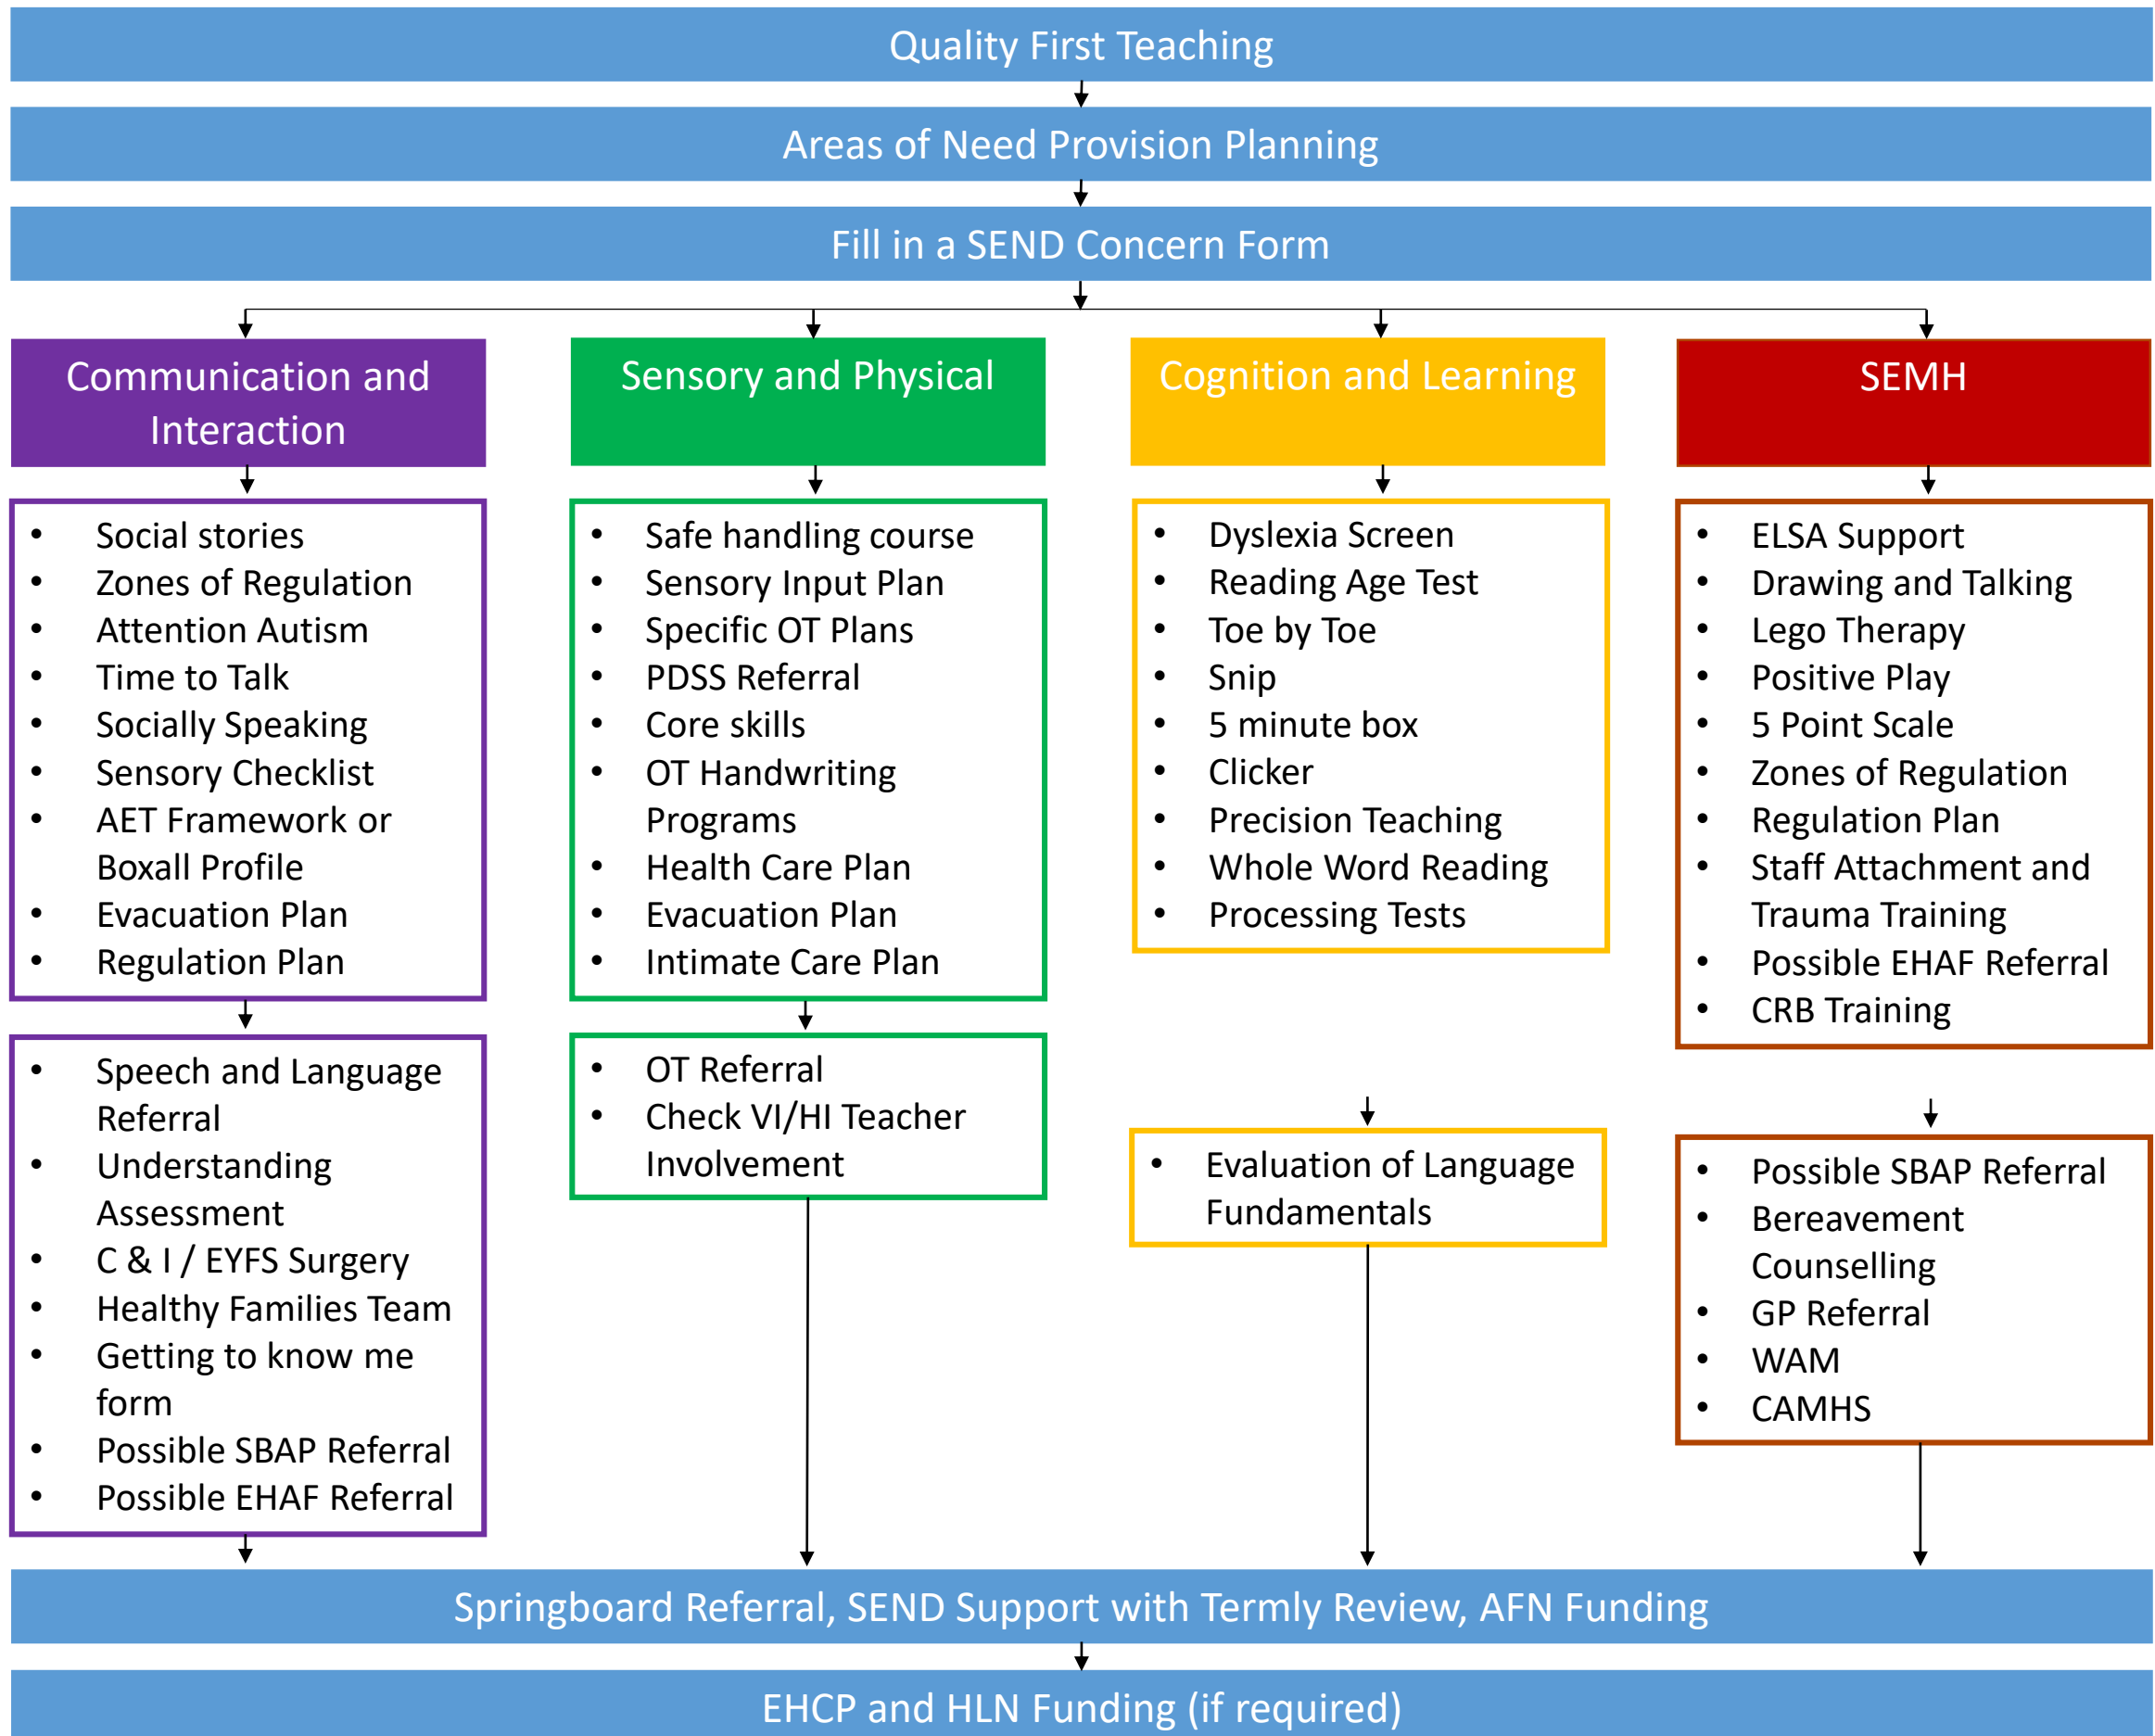 Quality First Teaching
Areas of Need Provision Planning
Fill in a SEND Concern Form
Communication and
Interaction
• Social stories
• Zones of Regulation
• Attention Autism
• Time to Talk
• Socially Speaking
• Sensory Checklist
• AET Framework or
Boxall Profile
• Evacuation Plan
• Regulation Plan
• Speech and Language
Referral
• Understanding
Assessment
• C & I / EYFS Surgery
• Healthy Families Team
• Getting to know me
form
• Possible SBAP Referral
• Possible EHAF Referral
Sensory and Physical
• Safe handling course
• Sensory Input Plan
• Specific OT Plans
• PDSS Referral
• Core skills
• OT Handwriting
Programs
• Health Care Plan
• Evacuation Plan
• Intimate Care Plan
• OT Referral
• Check VI/HI Teacher
Involvement
Cognition and Learning
• Dyslexia Screen
• Reading Age Test
• Toe by Toe
• Snip
• 5 minute box
• Clicker
• Precision Teaching
• Whole Word Reading
• Processing Tests
• Evaluation of Language
Fundamentals
SEMH
• ELSA Support
• Drawing and Talking
• Lego Therapy
• Positive Play
• 5 Point Scale
• Zones of Regulation
• Regulation Plan
• Staff Attachment and
Trauma Training
• Possible EHAF Referral
• CRB Training
• Possible SBAP Referral
• Bereavement
Counselling
• GP Referral
• WAM
• CAMHS
Springboard Referral, SEND Support with Termly Review, AFN Funding
EHCP and HLN Funding (if required)